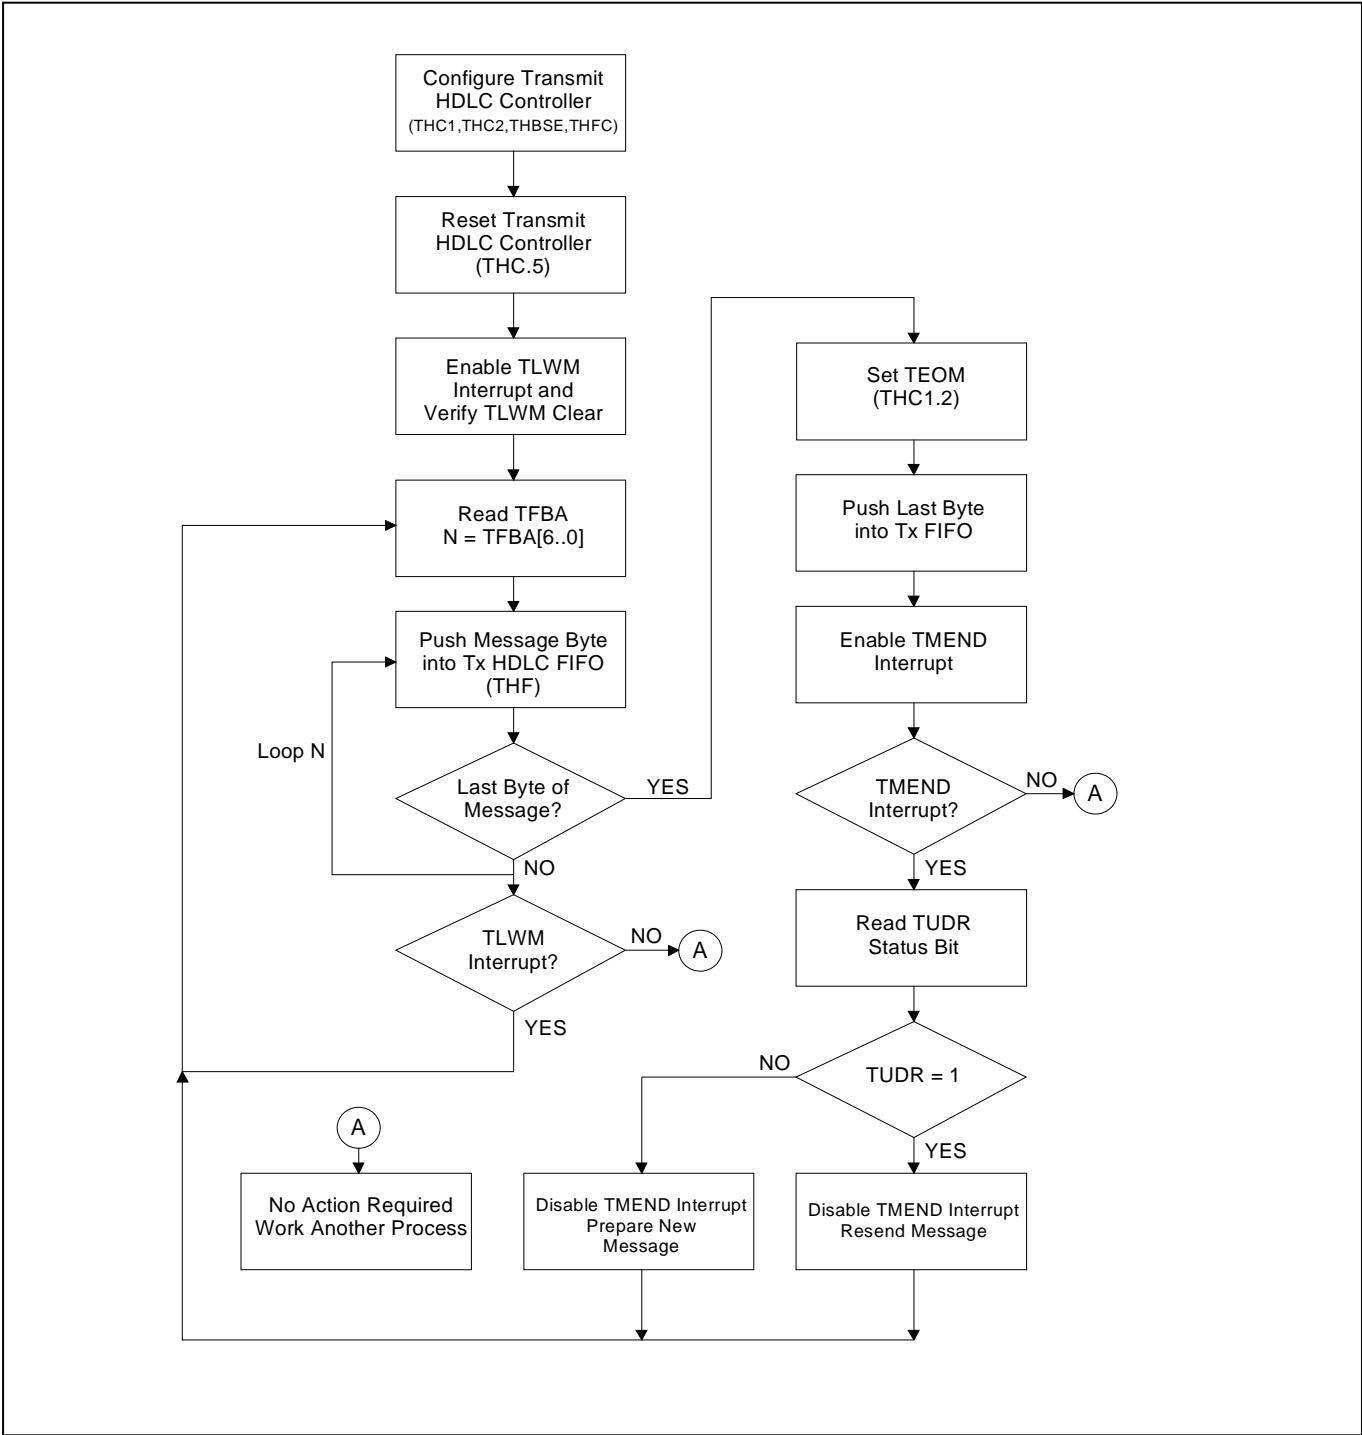 Configure Transmit
HDLC Controller
(THC1,THC2,THBSE,THFC)
Reset Transmit
HDLC Controller
(THC.5)
Enable TLWM
Interrupt and
Verify TLWM Clear
Read TFBA
N = TFBA[6..0]
Push Message Byte
into Tx HDLC FIFO
(THF)
Loop N
Last Byte of
Message?
YES
NO
TLWM
Interrupt?
NO
A
YES
A
No Action Required
Work Another Process
Set TEOM
(THC1.2)
Push Last Byte
into Tx FIFO
Enable TMEND
Interrupt
TMEND
Interrupt?
NO
A
YES
Read TUDR
Status Bit
TUDR = 1
NO
YES
Disable TMEND Interrupt
Prepare New
Message
Disable TMEND Interrupt
Resend Message